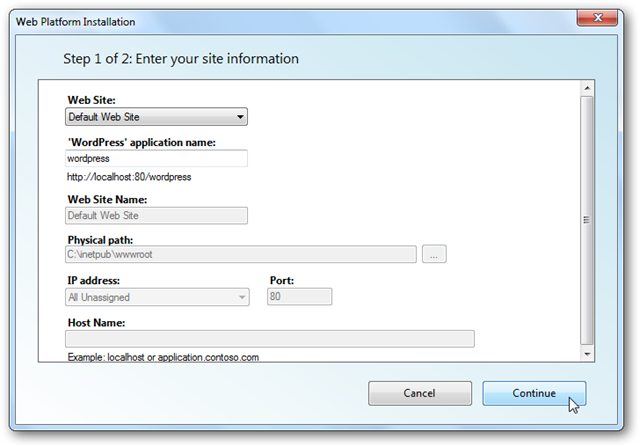 Web Platform Installation
Step 1 of 2: Enter your site information
Web Site:
Default Web Site
'WordPress' application name:
wordpress
http://localhost:80/wordpress
Web Site Name:
Default Web Site
Physical path:
C:\inetpub\wwwroot
...
IP address: Port:
All Unassigned 80
Host Name:
Example: localhost or application.contoso.com
Cancel Continue